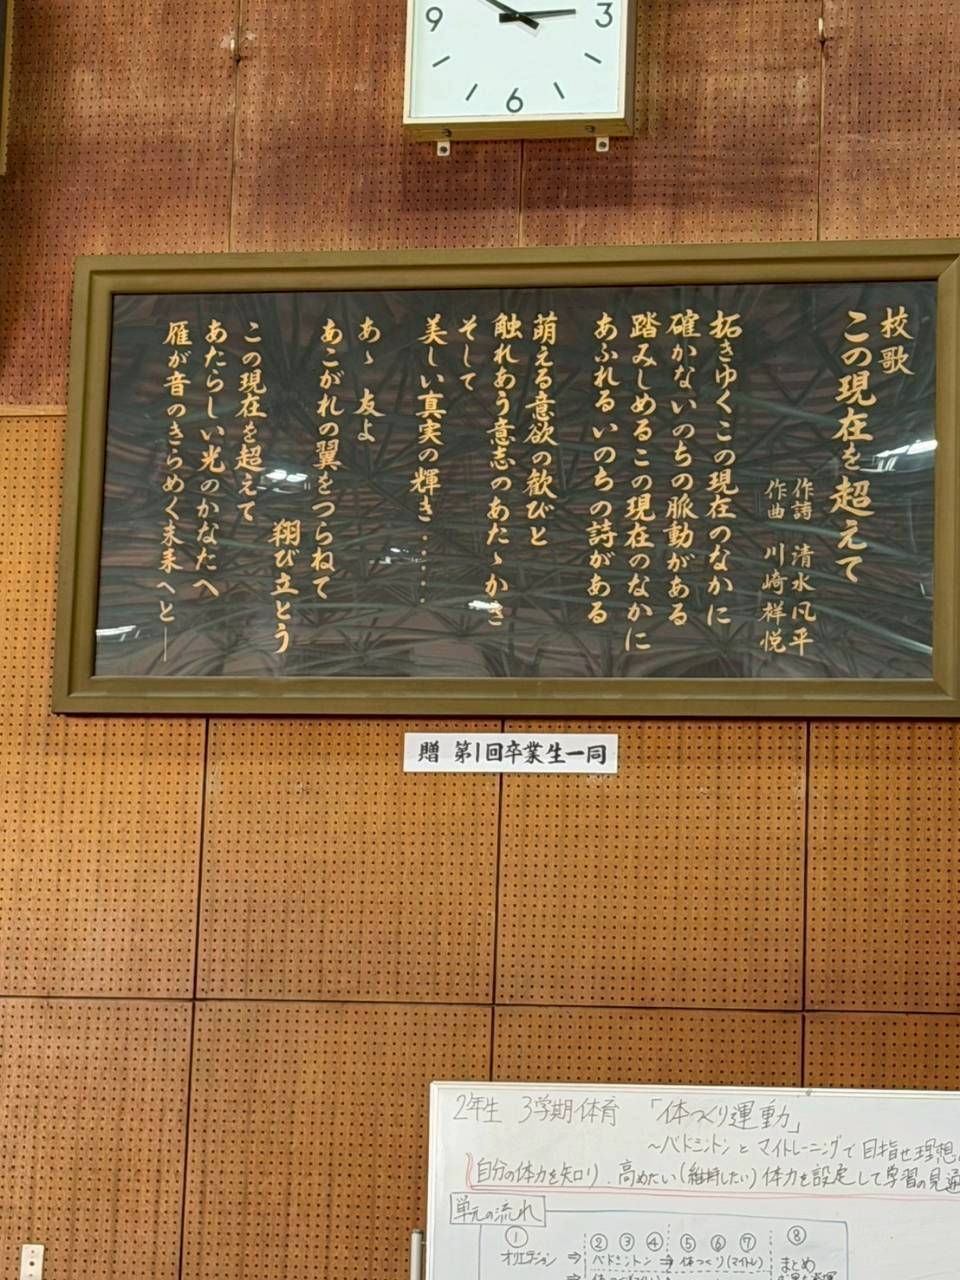 9
3
6
校歌
この現在を超えて
作詩 清水凡平
作曲 川崎祥悦
拓きゆくこの現在のなかに
確かないのちの脈動がある
踏みしめるこの現在のなかに
あふれるいのちの詩がある
萌える意欲の歓びと
触れあう意志のあたゝかき
そして
美しい真実の輝き・・・・・
あゝ 友よ
あこがれの翼をつらねて
翔び立とう
この現在を超えて
あたらしい光のかなたへ
雁が音のきらめく未来へと―
贈 第1回卒業生一同
2年生 3学期体育 「体つくり運動」
~バドミントンとマイトレーニングで目指せ理想
自分の体力を知り、高めたい(維持したい)体力を設定して学習の見通
単元の流れ
① ② ③ ④ ⑤ ⑥ ⑦ ⑧
オリエンテーション ⇒ バドミントン ⇒ 体つくり(マイトレ) まとめ